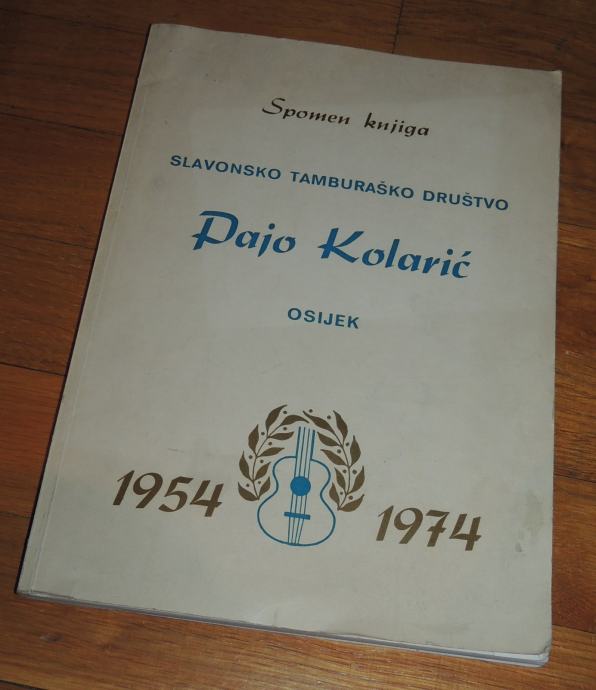 Spomen knjiga
SLAVONSKO TAMBURAŠKO DRUŠTVO
Pajo Kolarić
OSIJEK
1954 1974